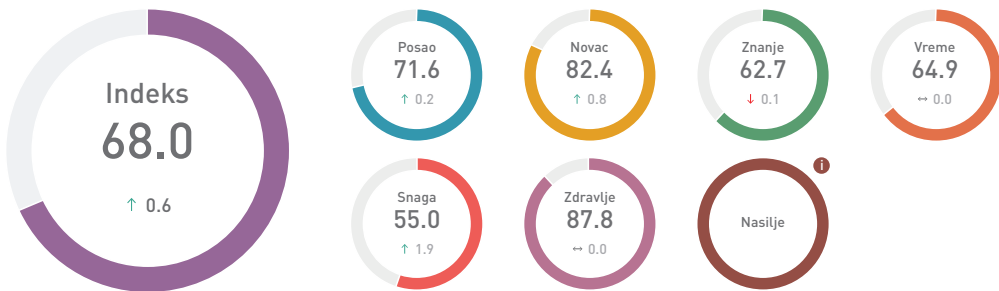 Indeks
68.0
↑ 0.6
Posao
71.6
↑ 0.2
Novac
82.4
↑ 0.8
Znanje
62.7
↓ 0.1
Vreme
64.9
↔ 0.0
Snaga
55.0
↑ 1.9
Zdravlje
87.8
↔ 0.0
Nasilje
i